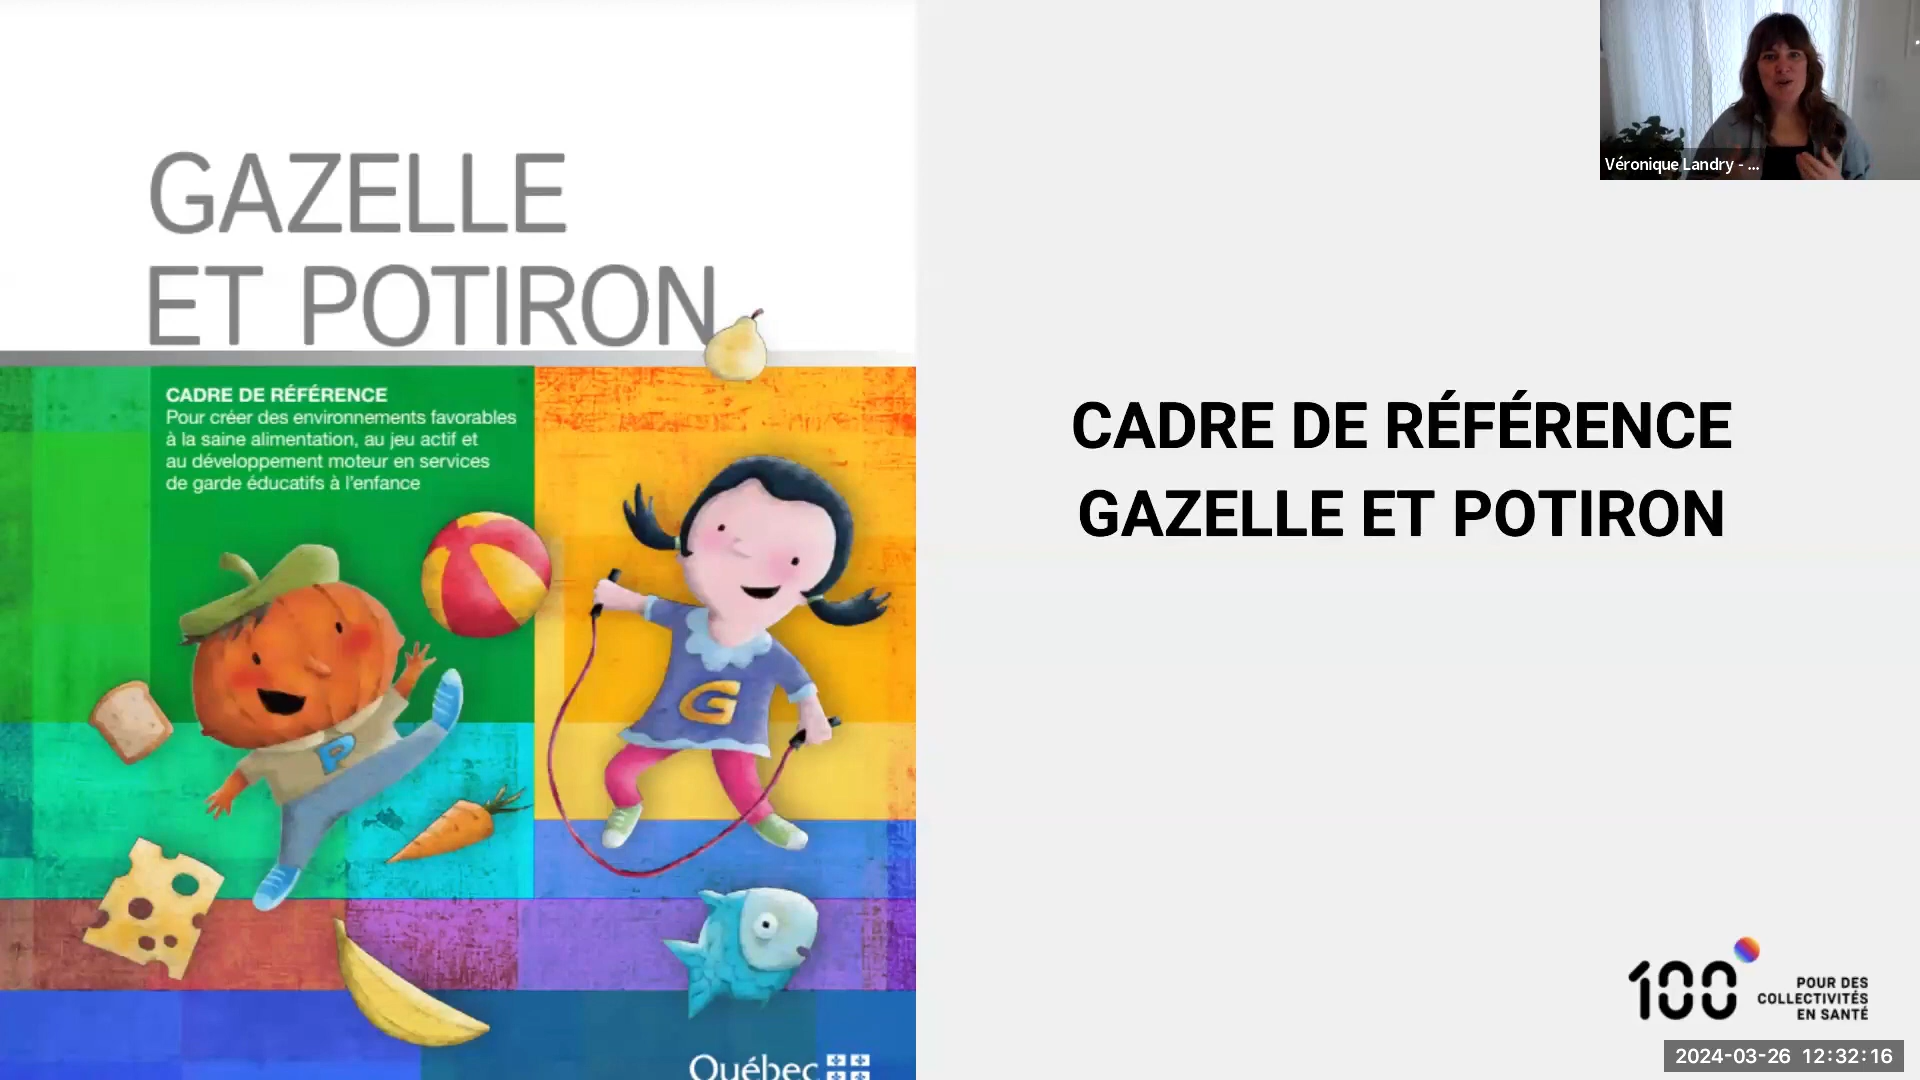 GAZELLE
ET POTIRON
CADRE DE RÉFÉRENCE
Pour créer des environnements favorables
à la saine alimentation, au jeu actif et
au développement moteur en services
de garde éducatifs à l'enfance
P
G
Québec
CADRE DE RÉFÉRENCE
GAZELLE ET POTIRON
Véronique Landry - ...
100°
POUR DES
COLLECTIVITÉS
EN SANTÉ
2024-03-26 12:32:16